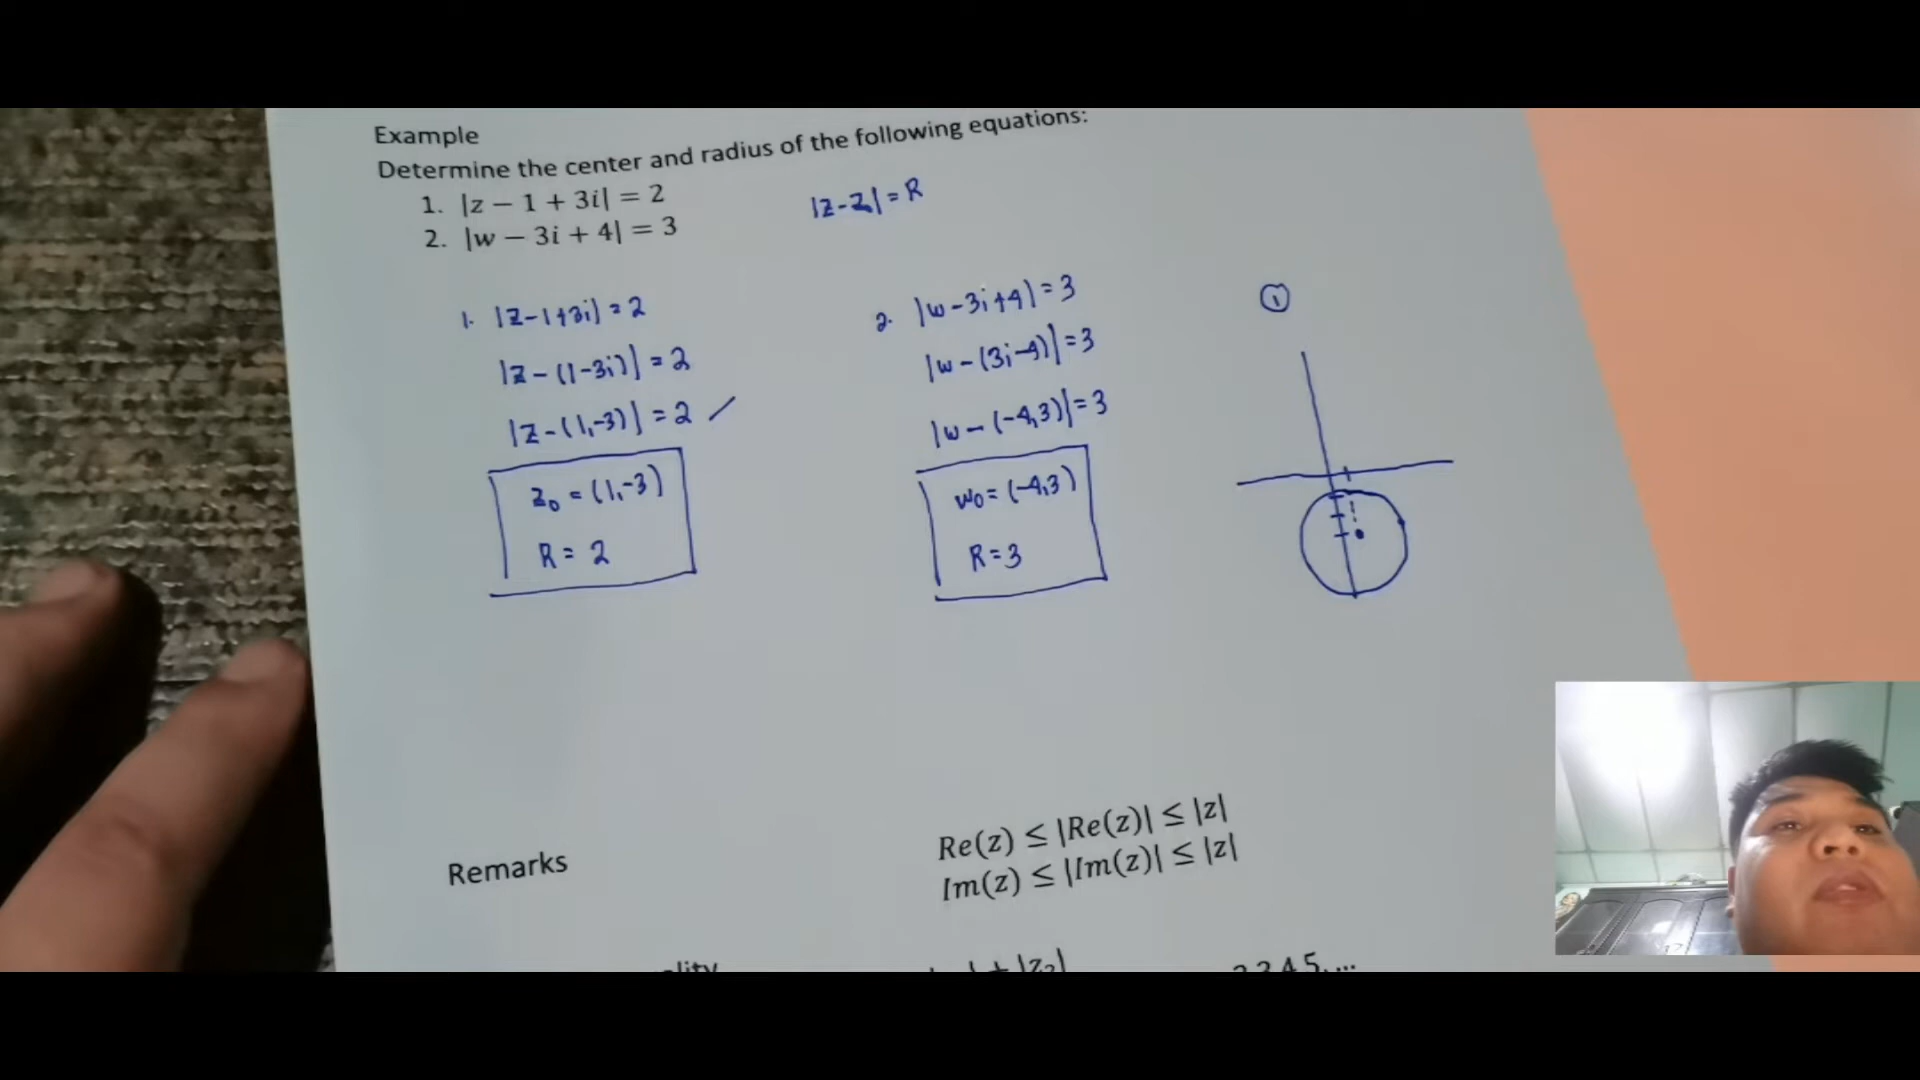 Example
Determine the center and radius of the following equations:
1. |z − 1 + 3i| = 2
2. |w − 3i + 4| = 3
|z-z₀|=R
1. |z-1+3i|=2
|z-(1-3i)|=2
|z-(1,-3)|=2
z₀ = (1,-3)
R = 2
2. |w-3i+4|=3
|w-(3i-4)|=3
|w-(-4,3)|=3
w₀=(-4,3)
R=3
①
Remarks
Re(z) ≤ |Re(z)| ≤ |z|
Im(z) ≤ |Im(z)| ≤ |z|